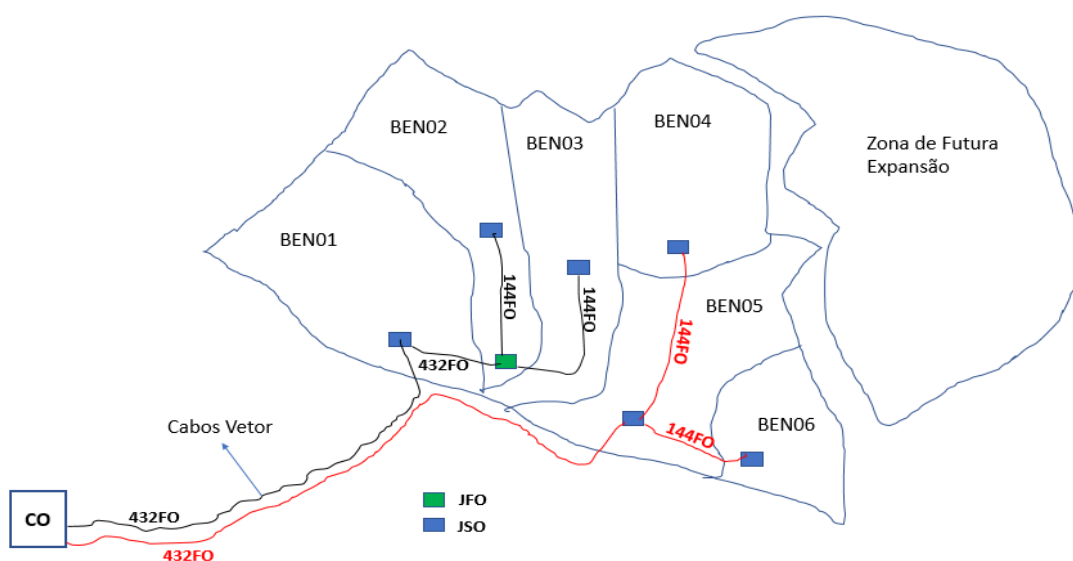 BEN02
BEN03
BEN04
Zona de Futura
Expansão
BEN01
144FO
144FO
BEN05
144FO
432FO
Cabos Vetor
144FO
BEN06
JFO
JSO
CO
432FO
432FO